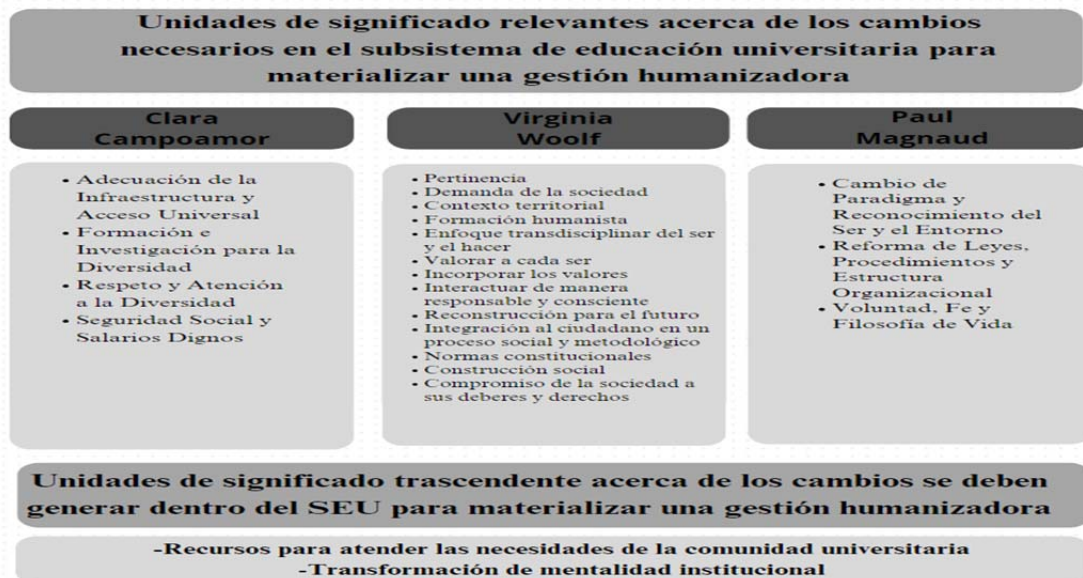 Unidades de significado relevantes acerca de los cambios
necesarios en el subsistema de educación universitaria para
materializar una gestión humanizadora
Clara
Campoamor
• Adecuación de la
Infraestructura y
Acceso Universal
• Formación e
Investigación para la
Diversidad
• Respeto y Atención
a la Diversidad
• Seguridad Social y
Salarios Dignos
Virginia
Woolf
• Pertinencia
• Demanda de la sociedad
• Contexto territorial
• Formación humanista
• Enfoque transdisciplinar del ser
y el hacer
• Valorar a cada ser
• Incorporar los valores
• Interactuar de manera
responsable y consciente
• Reconstrucción para el futuro
• Integración al ciudadano en un
proceso social y metodológico
• Normas constitucionales
• Construcción social
• Compromiso de la sociedad a
sus deberes y derechos
Paul
Magnaud
• Cambio de
Paradigma y
Reconocimiento del
Ser y el Entorno
• Reforma de Leyes,
Procedimientos y
Estructura
Organizacional
• Voluntad, Fe y
Filosofía de Vida
Unidades de significado trascendente acerca de los cambios se deben
generar dentro del SEU para materializar una gestión humanizadora
-Recursos para atender las necesidades de la comunidad universitaria
-Transformación de mentalidad institucional